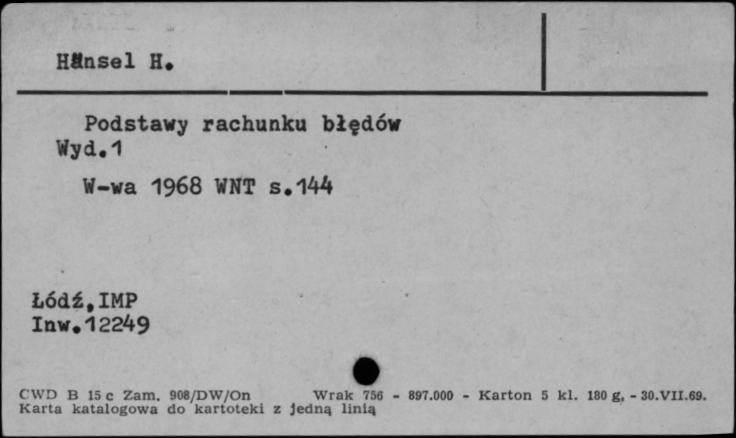 Hänsel H.
Podstawy rachunku błędów
Wyd.1
W-wa 1968 WNT s.144
Łódź,IMP
Inw.12249
CWD B 15 c Zam. 908/DW/On Wrak 756 - 897.000 - Karton 5 kl. 180 g. - 30.VII.69.
Karta katalogowa do kartoteki z jedną linią